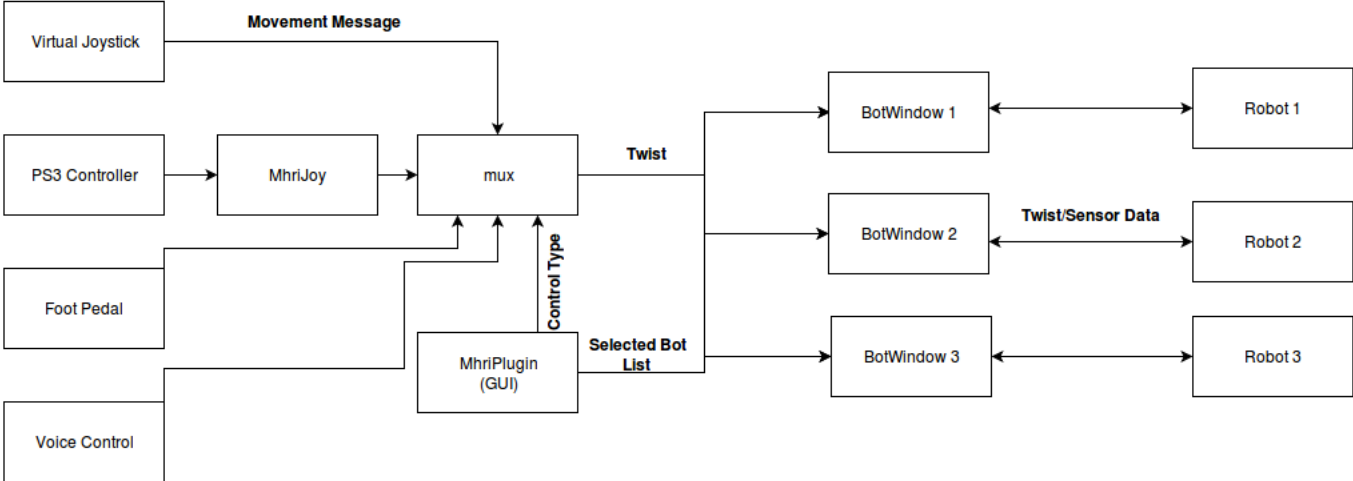 Movement Message
Virtual Joystick
BotWindow 1
Robot 1
Twist
PS3 Controller
MhriJoy
mux
Twist/Sensor Data
BotWindow 2
Robot 2
Control Type
Foot Pedal
Selected Bot
List
MhriPlugin
(GUI)
BotWindow 3
Robot 3
Voice Control